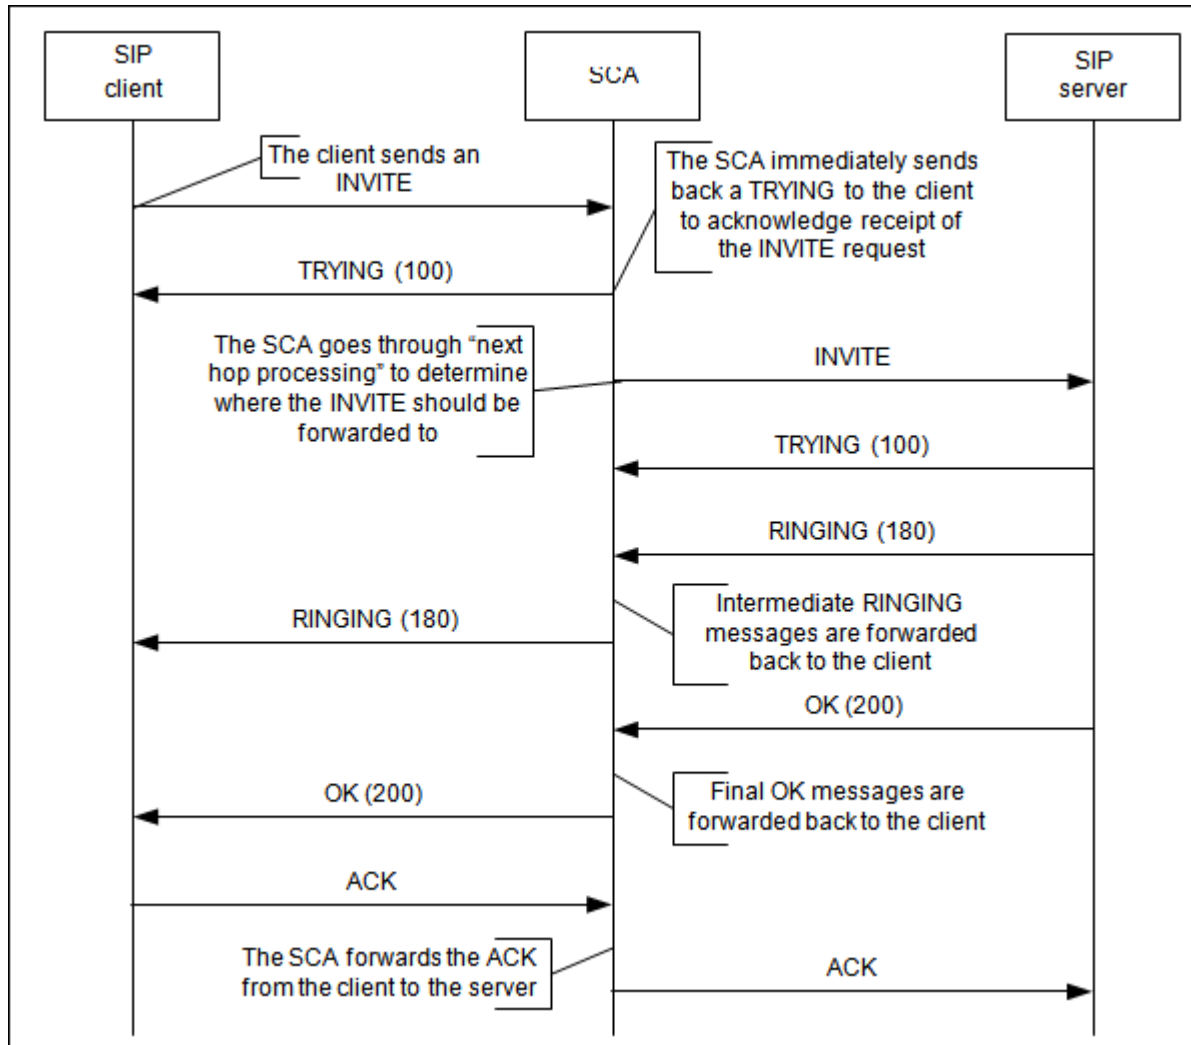 SIP
client
SCA
SIP
server
The client sends an
INVITE
The SCA immediately sends
back a TRYING to the client
to acknowledge receipt of
the INVITE request
TRYING (100)
The SCA goes through “next
hop processing” to determine
where the INVITE should be
forwarded to
INVITE
TRYING (100)
RINGING (180)
RINGING (180)
Intermediate RINGING
messages are forwarded
back to the client
OK (200)
OK (200)
Final OK messages are
forwarded back to the client
ACK
The SCA forwards the ACK
from the client to the server
ACK